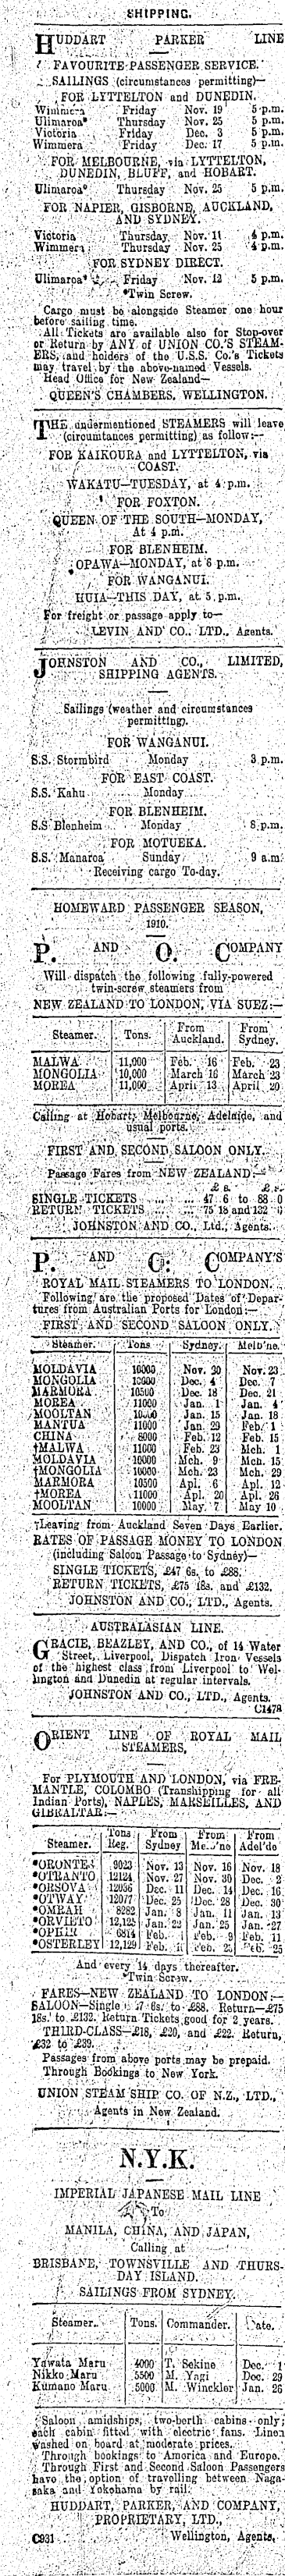 SHIPPING.
HUDDART PARKER LINE
FAVOURITE PASSENGER SERVICE.
SAILINGS (circumstances permitting)—
FOR LYTTELTON and DUNEDIN.
Wimmera Friday Nov. 19 5 p.m.
Ulimaroa* Thursday Nov. 25 5 p.m.
Victoria Friday Dec. 3 5 p.m.
Wimmera Friday Dec. 17 5 p.m.
FOR MELBOURNE, via LYTTELTON,
DUNEDIN, BLUFF, and HOBART.
Ulimaroa* Thursday Nov. 25 5 p.m.
FOR NAPIER, GISBORNE, AUCKLAND,
AND SYDNEY.
Victoria Thursday Nov. 11 4 p.m.
Wimmera Thursday Nov. 25 4 p.m.
FOR SYDNEY DIRECT.
Ulimaroa* Friday Nov. 12 5 p.m.
*Twin Screw.
Cargo must be alongside Steamer one hour
before sailing time.
All Tickets are available also for Stop-over
or Return by ANY of UNION CO.'S STEAM-
ERS, and holders of the U.S.S. Co.'s Tickets
may travel by the above-named Vessels.
Head Office for New Zealand—
QUEEN'S CHAMBERS, WELLINGTON.
THE undermentioned STEAMERS will leave
(circumstances permitting) as follow:—
FOR KAIKOURA and LYTTELTON, via
COAST.
WAKATU—TUESDAY, at 4 p.m.
FOR FOXTON.
QUEEN OF THE SOUTH—MONDAY,
At 4 p.m.
FOR BLENHEIM.
OPAWA—MONDAY, at 6 p.m.
FOR WANGANUI.
HUIA—THIS DAY, at 5 p.m.
For freight or passage apply to—
LEVIN AND CO., LTD., Agents.
JOHNSTON AND CO., LIMITED,
SHIPPING AGENTS.
Sailings (weather and circumstances
permitting).
FOR WANGANUI.
S.S. Stormbird Monday 3 p.m.
FOR EAST COAST.
S.S. Kahu Monday
FOR BLENHEIM.
S.S Blenheim Monday 8 p.m.
FOR MOTUEKA.
S.S. Manaroa Sunday 9 a.m.
Receiving cargo To-day.
HOMEWARD PASSENGER SEASON,
1910.
P. AND O. COMPANY
Will dispatch the following fully-powered
twin-screw steamers from
NEW ZEALAND TO LONDON, VIA SUEZ:—
Steamer. Tons. From Auckland. From Sydney.
MALWA 11,000 Feb. 16 Feb. 23
MONGOLIA 10,000 March 16 March 23
MOREA 11,000 April 13 April 20
Calling at Hobart, Melbourne, Adelaide, and
usual ports.
FIRST AND SECOND SALOON ONLY.
Passage Fares from NEW ZEALAND—
£ s. £ s.
SINGLE TICKETS ... ... 47 6 to 88 0
RETURN TICKETS ... ... 75 18 and 132 0
JOHNSTON AND CO., Ltd., Agents.
P. AND O. COMPANY'S
ROYAL MAIL STEAMERS TO LONDON.
Following are the proposed Dates of Depar-
tures from Australian Ports for London:—
FIRST AND SECOND SALOON ONLY.
Steamer. Tons Sydney. Melb'ne.
MOLDAVIA 10000 Nov. 20 Nov. 23
MONGOLIA 10000 Dec. 4 Dec. 7
MARMORA 10500 Dec. 18 Dec. 21
MOREA 11000 Jan. 1 Jan. 4
MOOLTAN 10000 Jan. 15 Jan. 18
MANTUA 11000 Jan. 29 Feb. 1
CHINA 8000 Feb. 12 Feb. 15
†MALWA 11000 Feb. 23 Mch. 1
MOLDAVIA 10000 Mch. 9 Mch. 15
†MONGOLIA 10000 Mch. 23 Mch. 29
MARMORA 10500 Apl. 6 Apl. 12
†MOREA 11000 Apl. 20 Apl. 26
MOOLTAN 10000 May. 7 May 10
†Leaving from Auckland Seven Days Earlier.
RATES OF PASSAGE MONEY TO LONDON
(including Saloon Passage to Sydney)—
SINGLE TICKETS, £47 6s. to £88.
RETURN TICKETS, £75 18s. and £132.
JOHNSTON AND CO., LTD., Agents.
AUSTRALASIAN LINE.
GRACIE, BEAZLEY, AND CO., of 14 Water
Street, Liverpool, Dispatch Iron Vessels
of the highest class from Liverpool to Wel-
lington and Dunedin at regular intervals.
JOHNSTON AND CO., LTD., Agents.
C1478
ORIENT LINE OF ROYAL MAIL
STEAMERS,
For PLYMOUTH AND LONDON, via FRE-
MANTLE, COLOMBO (Transhipping for all
Indian Ports), NAPLES, MARSEILLES, AND
GIBRALTAR:—
Steamer. Tons Reg. From Sydney From Me..'ne From Adel'de
*ORONTES 9023 Nov. 13 Nov. 16 Nov. 18
*OTRANTO 12124 Nov. 27 Nov. 30 Dec. 2
*ORSOVA 12036 Dec. 11 Dec. 14 Dec. 16
*OTWAY 12077 Dec. 25 Dec. 28 Dec. 30
*OMRAH 8282 Jan. 8 Jan. 11 Jan. 13
*ORVIETO 12,125 Jan. 22 Jan. 25 Jan. 27
*OPHIR 6814 Feb. Feb. 9 Feb. 11
*OSTERLEY 12,129 Feb. Feb. Feb. 25
And every 14 days thereafter.
*Twin Screw.
FARES—NEW ZEALAND TO LONDON:—
SALOON—Single 47 6s. to £88. Return—£75
18s. to £132. Return Tickets good for 2 years.
THIRD-CLASS—£18, £20, and £22. Return,
£32 to £39.
Passages from above ports may be prepaid.
Through Bookings to New York.
UNION STEAM SHIP CO. OF N.Z., LTD.,
Agents in New Zealand.
N.Y.K.
IMPERIAL JAPANESE MAIL LINE
To
MANILA, CHINA, AND JAPAN,
Calling at
BRISBANE, TOWNSVILLE AND THURS-
DAY ISLAND.
SAILINGS FROM SYDNEY.
Steamer. Tons. Commander. Date.
Yawata Maru 4000 T. Sekine Dec. 1
Nikko Maru 5500 M. Yagi Dec. 29
Kumano Maru 5000 M. Winckler Jan. 26
Saloon amidships, two-berth cabins only;
each cabin fitted with electric fans. Linen
washed on board at moderate prices.
Through bookings to America and Europe.
Through First and Second Saloon Passengers
have the option of travelling between Naga-
saka and Yokohama by rail.
HUDDART, PARKER, AND COMPANY,
PROPRIETARY, LTD.,
C931 Wellington, Agents.